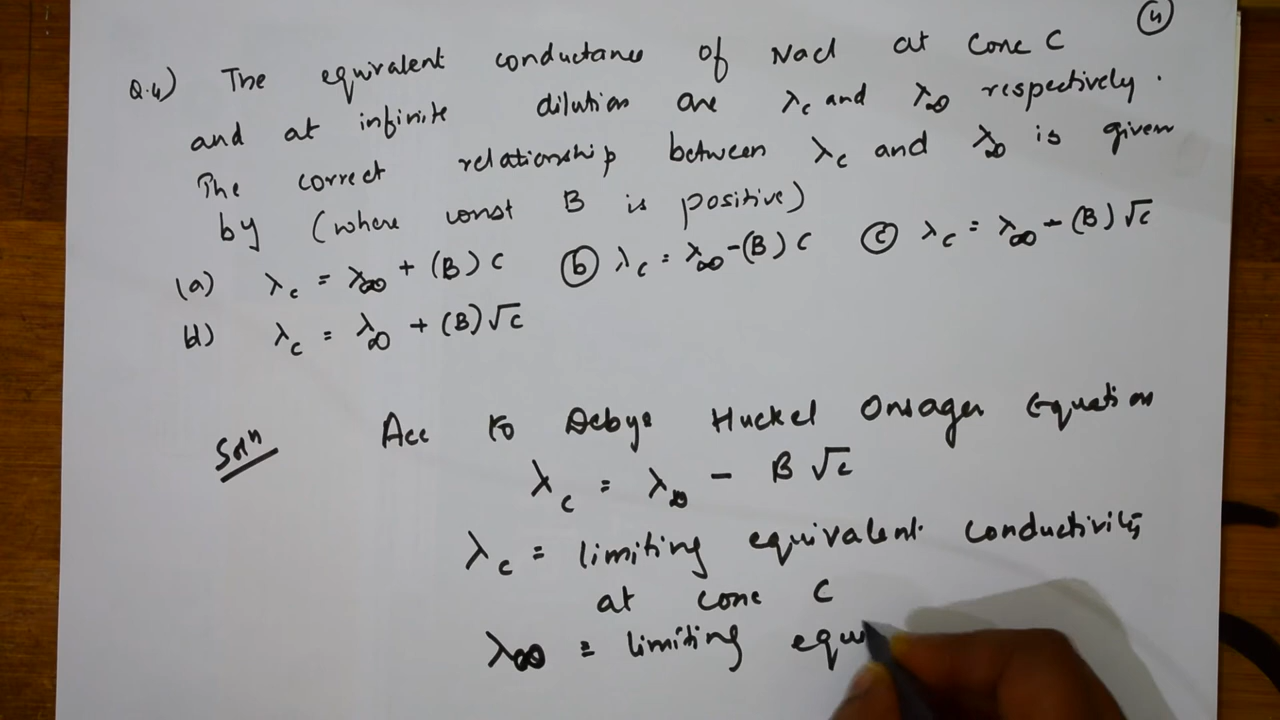 4
Q.4) The equivalent conductance of Nacl at Conc C
and at infinite dilution are λc and λ∞ respectively.
The correct relationship between λc and λ∞ is given
by (where const B is positive)
(a) λc = λ∞ + (B) C (b) λc = λ∞ - (B) C (c) λc = λ∞ - (B) √c
(d) λc = λ∞ + (B) √c
Solⁿ Acc to Debye Huckel Onsager Equation
λc = λ∞ - B √c
λc = limiting equivalent conductivity
at conc C
λ∞ = limiting equ